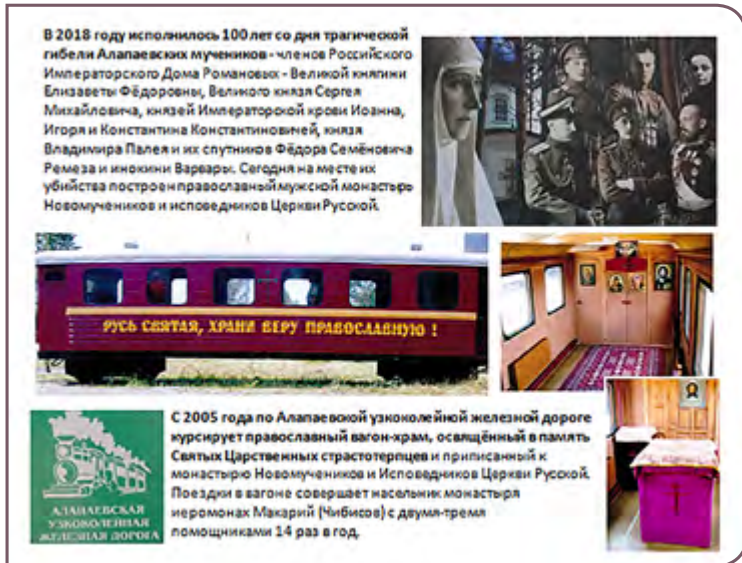 В 2018 году исполнилось 100 лет со дня трагической
гибели Алапаевских мучеников - членов Российского
Императорского Дома Романовых - Великой княгини
Елизаветы Фёдоровны, Великого князя Сергея
Михайловича, князей Императорской крови Иоанна,
Игоря и Константина Константиновичей, князя
Владимира Палея и их спутников Фёдора Семёновича
Ремеза и инокини Варвары. Сегодня на месте их
убийства построен православный мужской монастырь
Новомучеников и исповедников Церкви Русской.
РУСЬ СВЯТАЯ, ХРАНИ ВЕРУ ПРАВОСЛАВНУЮ !
С 2005 года по Алапаевской узкоколейной железной дороге
курсирует православный вагон-храм, освящённый в память
Святых Царственных страстотерпцев и приписанный к
монастырю Новомучеников и Исповедников Церкви Русской.
Поездки в вагоне совершает насельник монастыря
иеромонах Макарий (Чибисов) с двумя-тремя
помощниками 14 раз в год.
АЛАПАЕВСКАЯ
УЗКОКОЛЕЙНАЯ
ЖЕЛЕЗНАЯ ДОРОГА